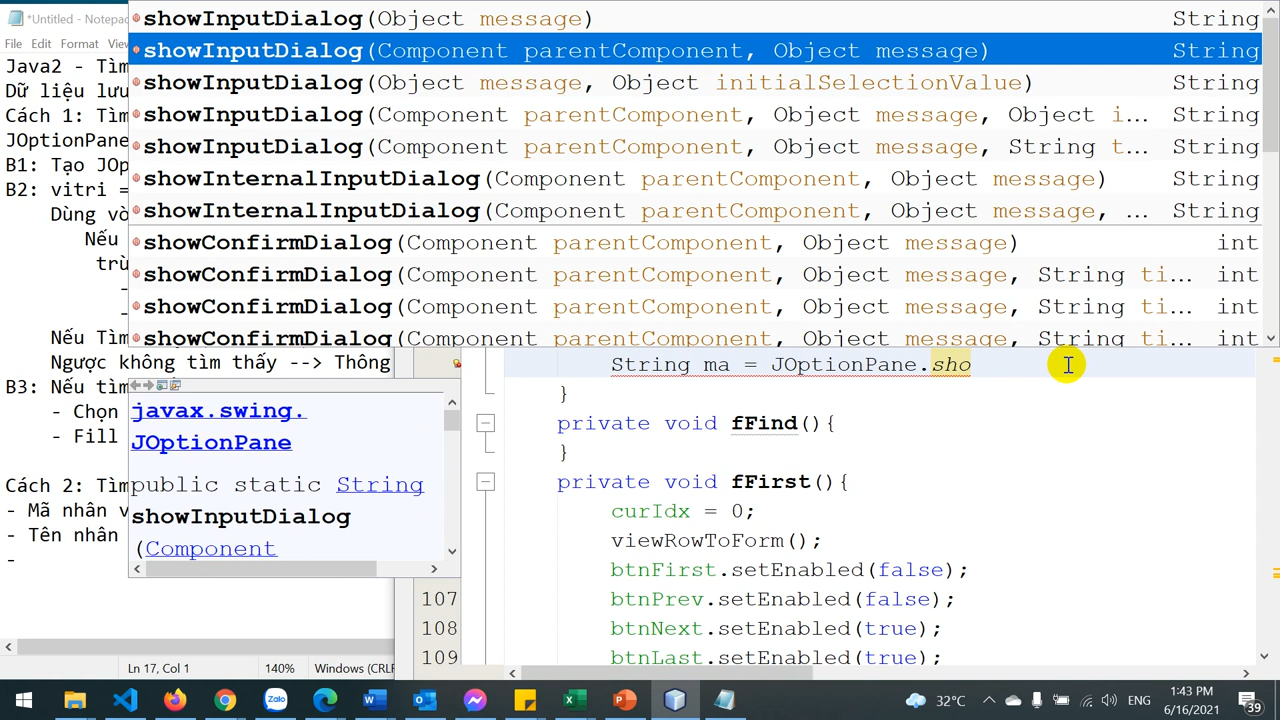 *Untitled - Notepa
File Edit Format View
Java2 - Tìm
Dữ liệu lưu
Cách 1: Tìm
JOptionPane
B1: Tạo JOp
B2: vitri =
Dùng vò
Nếu
trù
-
-
Nếu Tìm
Ngược không tìm thấy --> Thông
B3: Nếu tìm
- Chọn
- Fill
Cách 2: Tìm
- Mã nhân v
- Tên nhân
-
Ln 17, Col 1 140% Windows (CRLF
showInputDialog(Object message) String
showInputDialog(Component parentComponent, Object message) String
showInputDialog(Object message, Object initialSelectionValue) String
showInputDialog(Component parentComponent, Object message, Object i... String
showInputDialog(Component parentComponent, Object message, String t... String
showInternalInputDialog(Component parentComponent, Object message) String
showInternalInputDialog(Component parentComponent, Object message, ... String
showConfirmDialog(Component parentComponent, Object message) int
showConfirmDialog(Component parentComponent, Object message, String ti... int
showConfirmDialog(Component parentComponent, Object message, String ti... int
showConfirmDialog(Component parentComponent, Object message, String ti... int
javax.swing.
JOptionPane
public static String
showInputDialog
(Component
String ma = JOptionPane.sho
}
private void fFind(){
}
private void fFirst(){
curIdx = 0;
viewRowToForm();
btnFirst.setEnabled(false);
107 btnPrev.setEnabled(false);
108 btnNext.setEnabled(true);
109 btnLast.setEnabled(true);
Zalo
32°C
ENG
1:43 PM
6/16/2021
39